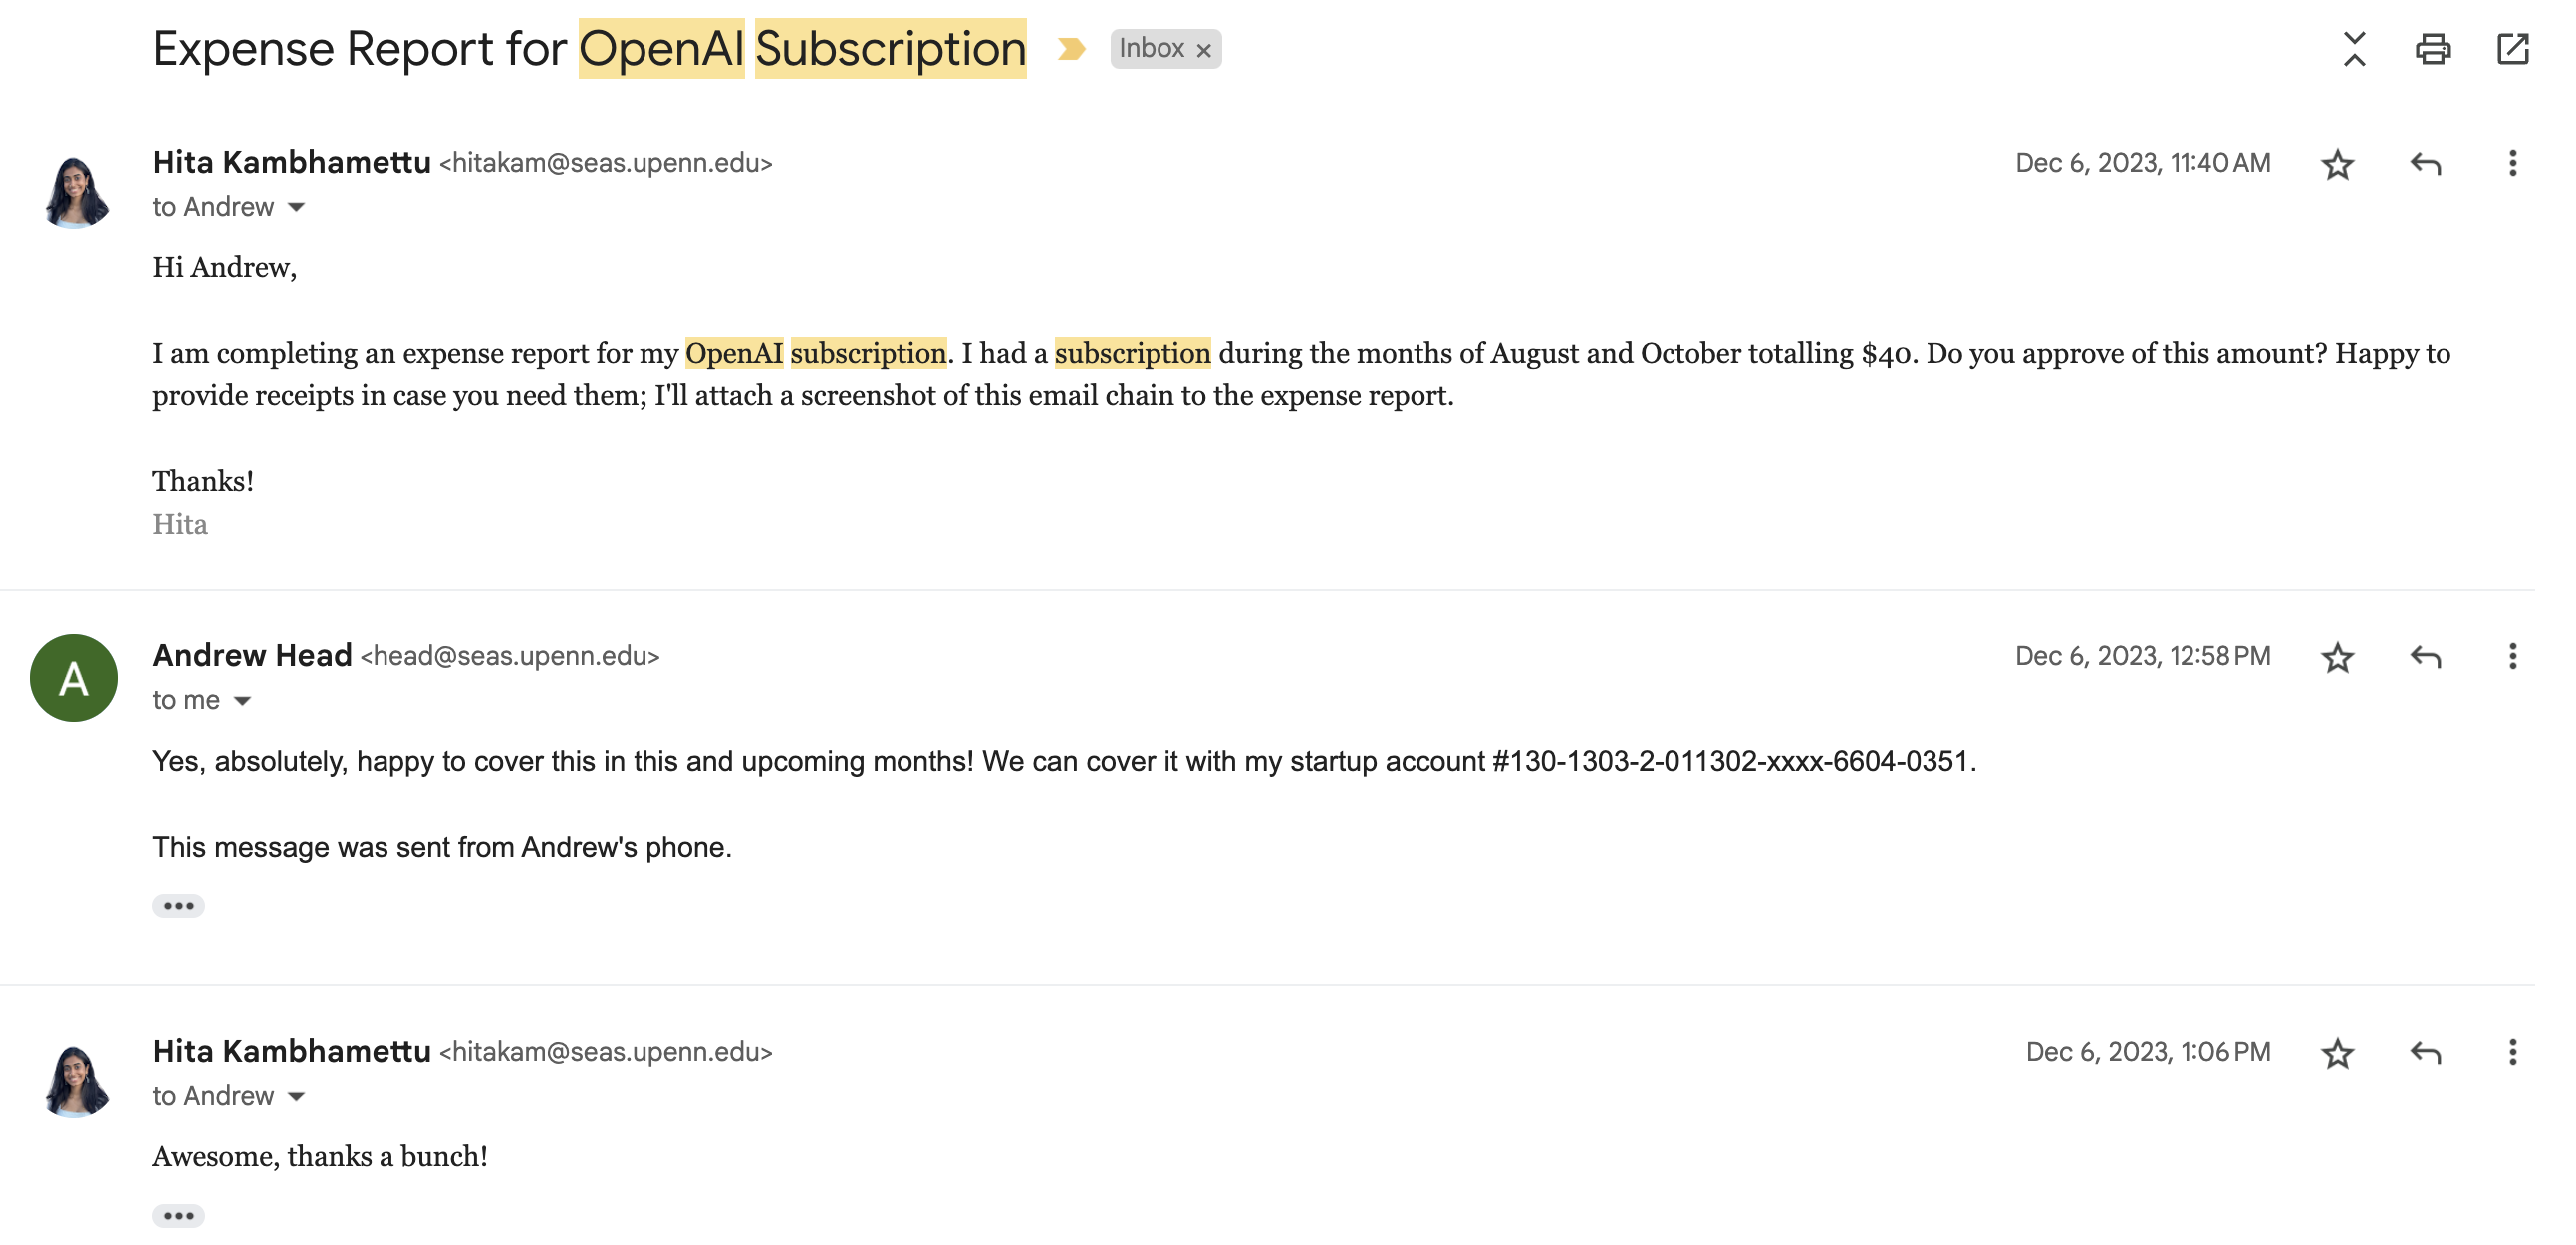 Expense Report for OpenAI Subscription Inbox ×
Hita Kambhamettu <hitakam@seas.upenn.edu> Dec 6, 2023, 11:40 AM
to Andrew
Hi Andrew,
I am completing an expense report for my OpenAI subscription. I had a subscription during the months of August and October totalling $40. Do you approve of this amount? Happy to
provide receipts in case you need them; I'll attach a screenshot of this email chain to the expense report.
Thanks!
Hita
A
Andrew Head <head@seas.upenn.edu> Dec 6, 2023, 12:58 PM
to me
Yes, absolutely, happy to cover this in this and upcoming months! We can cover it with my startup account #130-1303-2-011302-xxxx-6604-0351.
This message was sent from Andrew's phone.
Hita Kambhamettu <hitakam@seas.upenn.edu> Dec 6, 2023, 1:06 PM
to Andrew
Awesome, thanks a bunch!